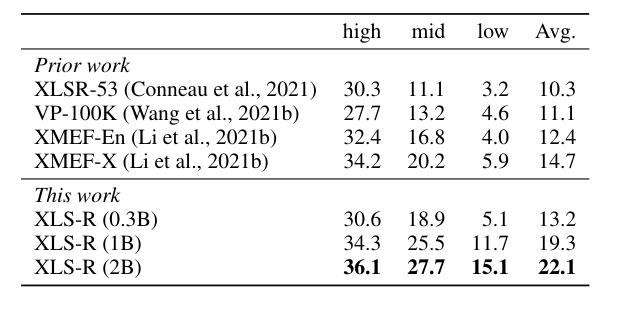 high mid low Avg.
Prior work
XLSR-53 (Conneau et al., 2021) 30.3 11.1 3.2 10.3
VP-100K (Wang et al., 2021b) 27.7 13.2 4.6 11.1
XMEF-En (Li et al., 2021b) 32.4 16.8 4.0 12.4
XMEF-X (Li et al., 2021b) 34.2 20.2 5.9 14.7
This work
XLS-R (0.3B) 30.6 18.9 5.1 13.2
XLS-R (1B) 34.3 25.5 11.7 19.3
XLS-R (2B) 36.1 27.7 15.1 22.1